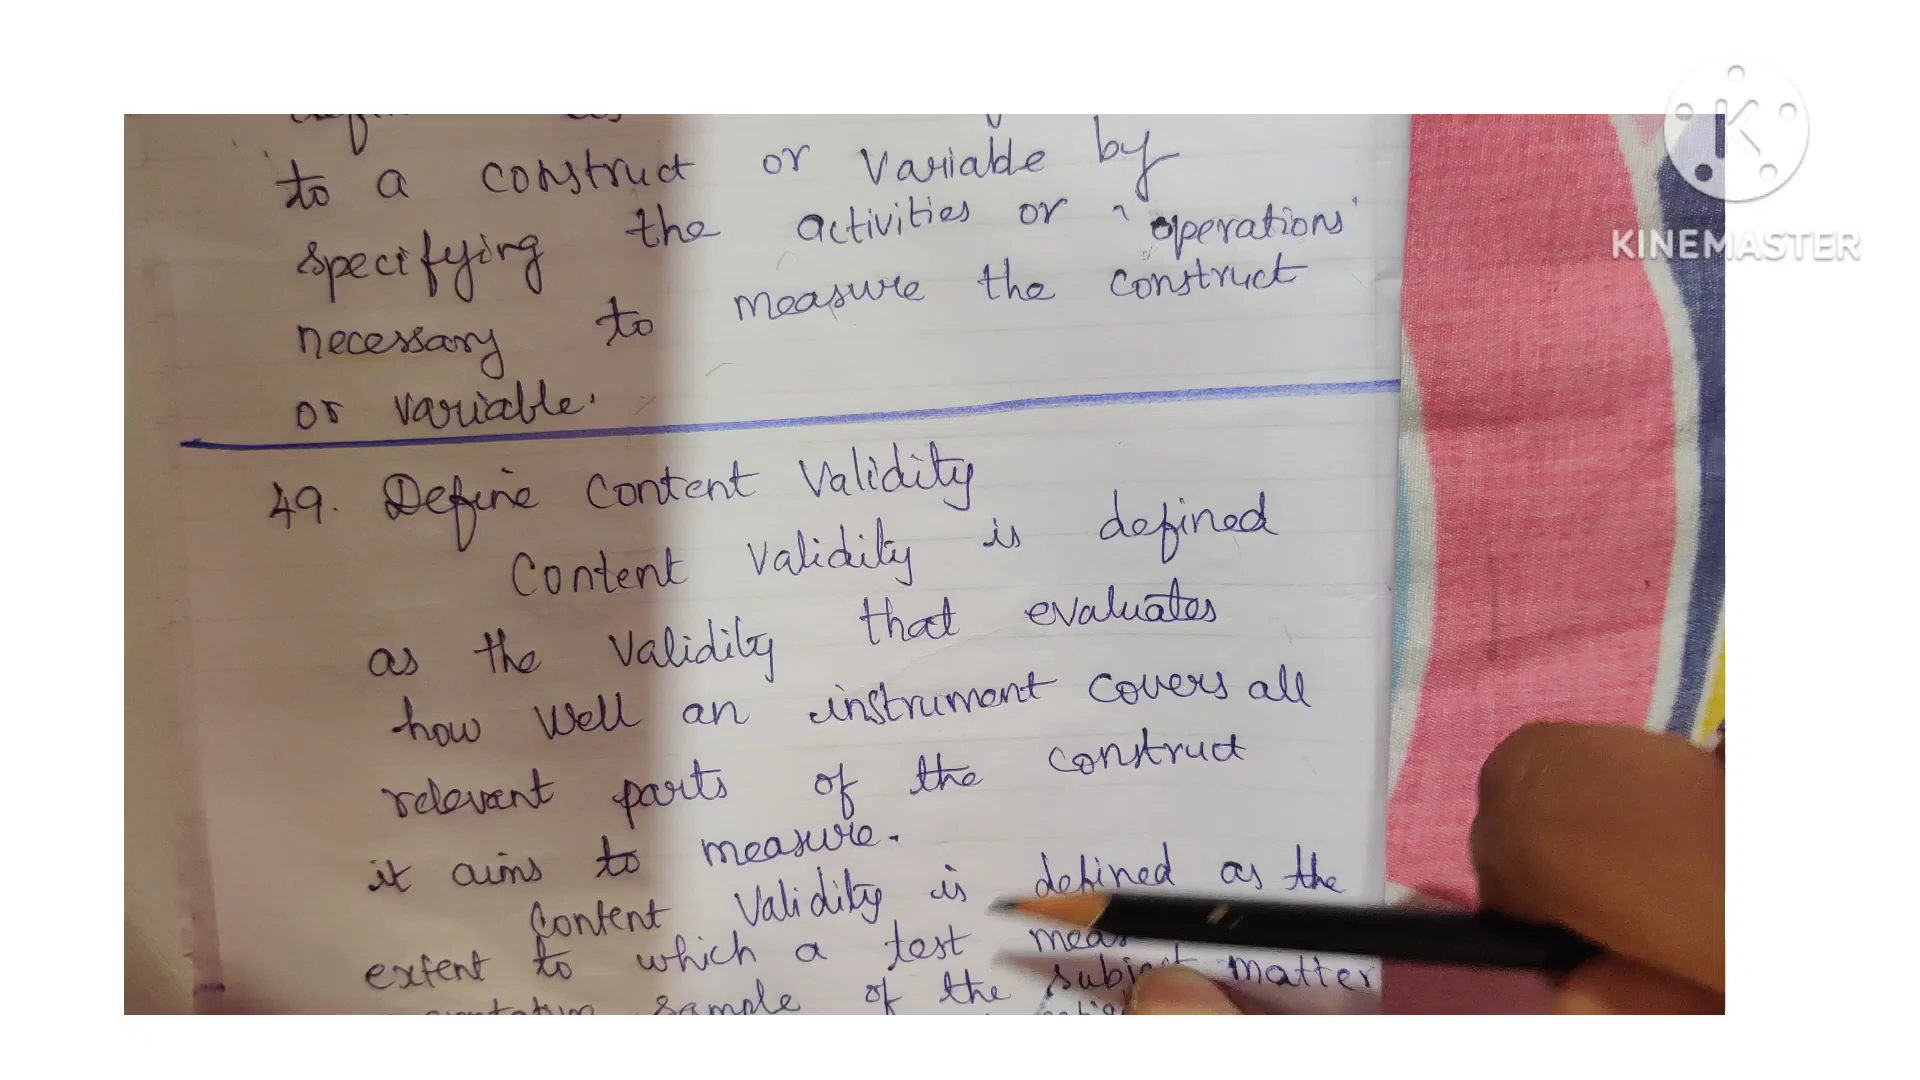 to a construct or variable by
specifying the activities or 'operations'
necessary to measure the construct
or variable.
49. Define Content Validity
Content Validity is defined
as the validity that evaluates
how well an instrument covers all
relevant parts of the construct
it aims to measure.
Content Validity is defined as the
extent to which a test
sample of the subject matter
KINEMASTER